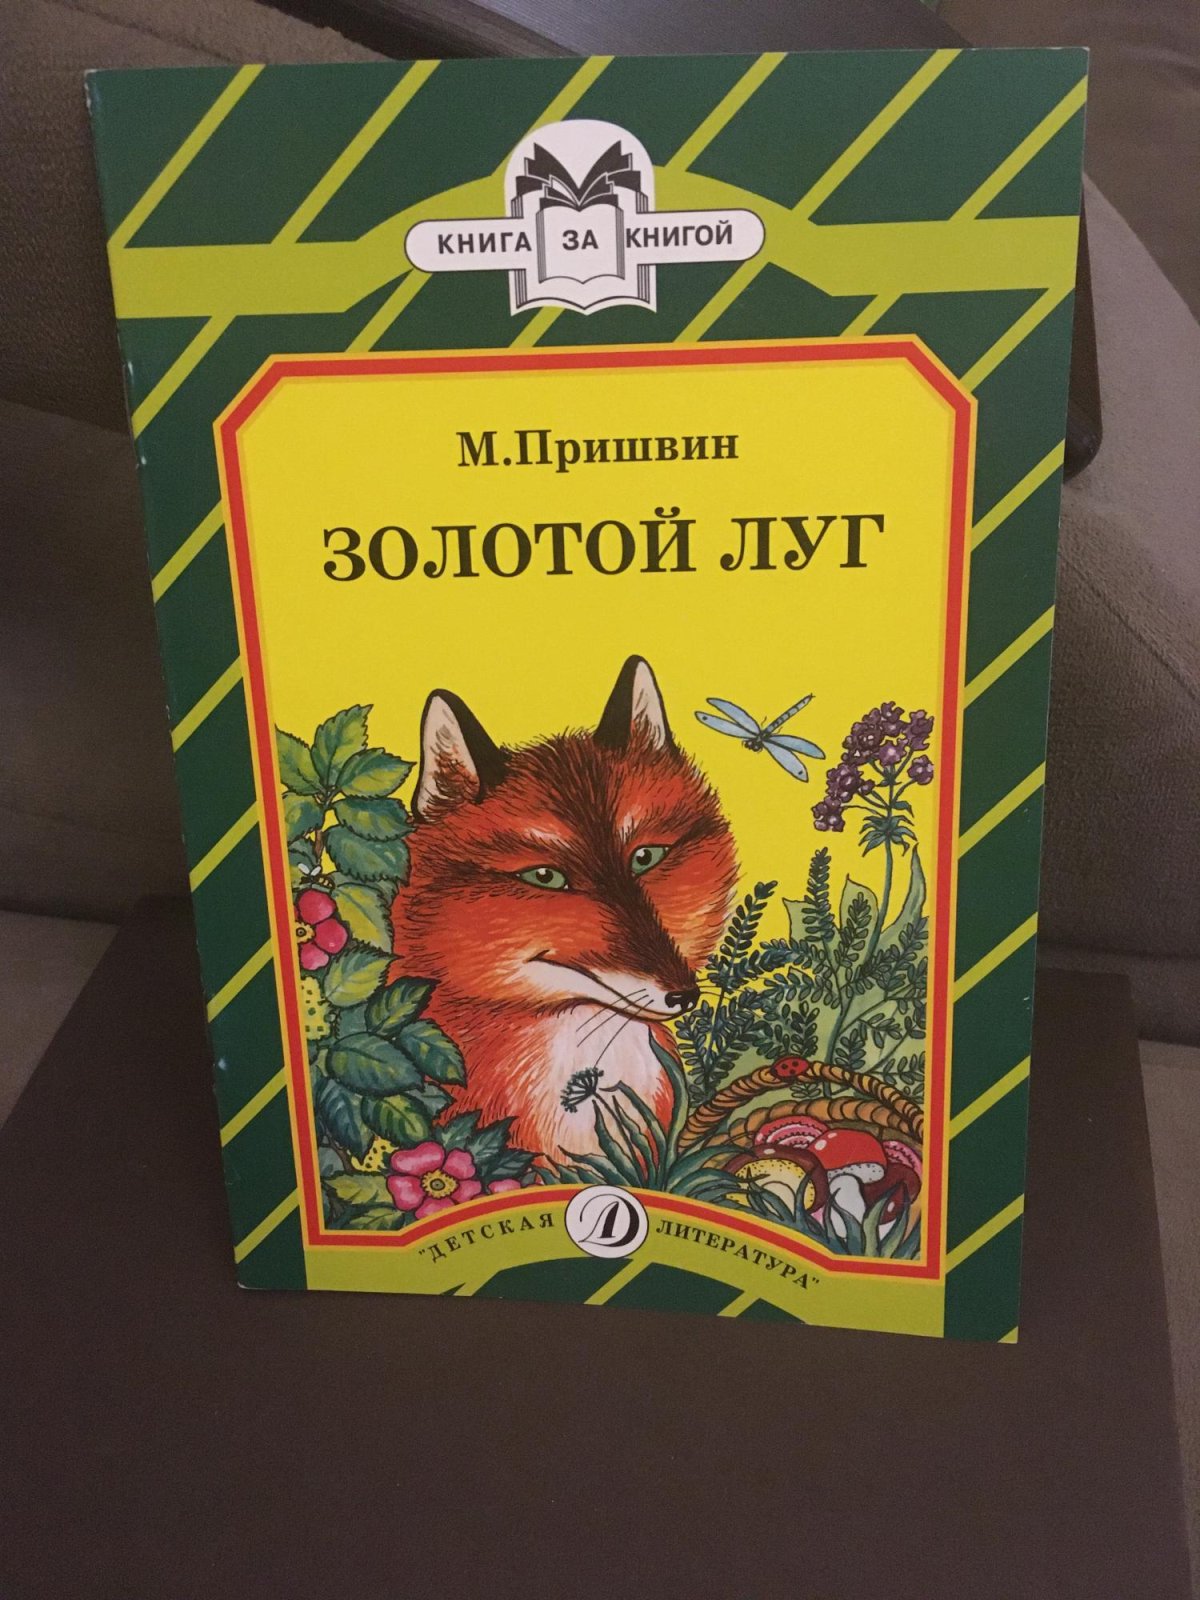 КНИГА ЗА КНИГОЙ
М.Пришвин
ЗОЛОТОЙ ЛУГ
"ДЕТСКАЯ Д ЛИТЕРАТУРА"